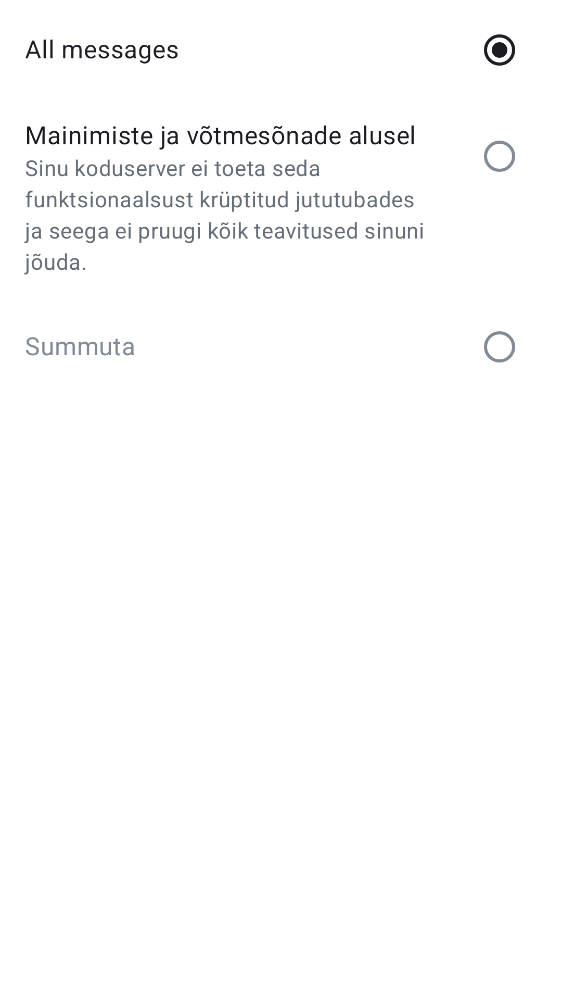 All messages
Mainimiste ja võtmesõnade alusel
Sinu koduserver ei toeta seda
funktsionaalsust krüptitud jututubades
ja seega ei pruugi kõik teavitused sinuni
jõuda.
Summuta